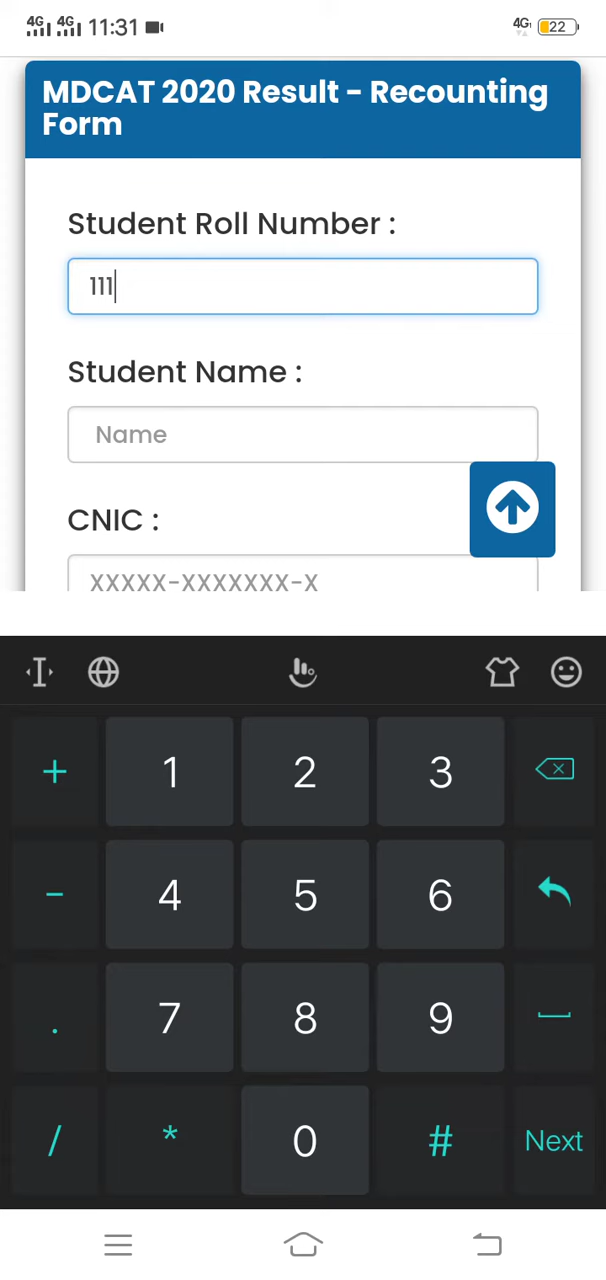 4G 4G 11:31 4G 22
MDCAT 2020 Result - Recounting
Form
Student Roll Number :
111
Student Name :
Name
CNIC :
XXXXX-XXXXXXX-X
+ 1 2 3
- 4 5 6
. 7 8 9
/ * 0 # Next